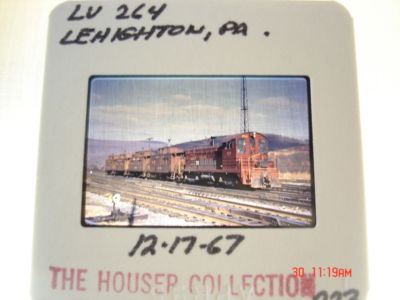 LV 264
LEHIGHTON, PA.
12-17-67
THE HOUSER COLLECTION
30 11:19AM